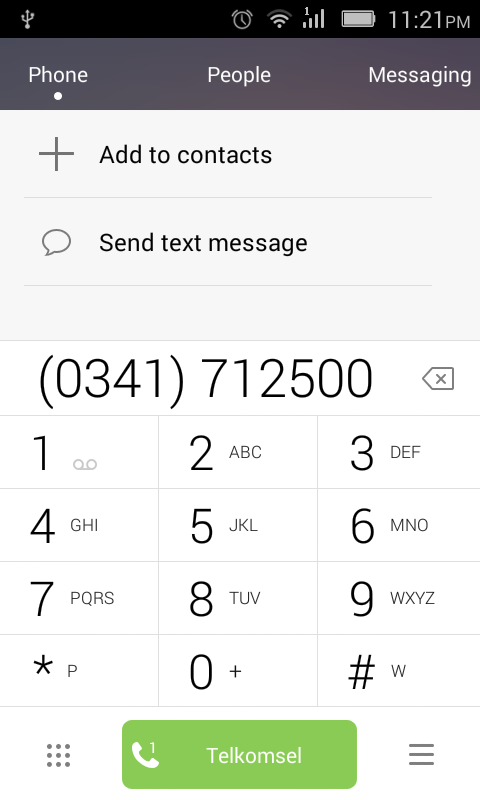 1 11:21PM
Phone People Messaging
Add to contacts
Send text message
(0341) 712500
1 2 ABC 3 DEF
4 GHI 5 JKL 6 MNO
7 PQRS 8 TUV 9 WXYZ
* P 0 + # W
1 Telkomsel